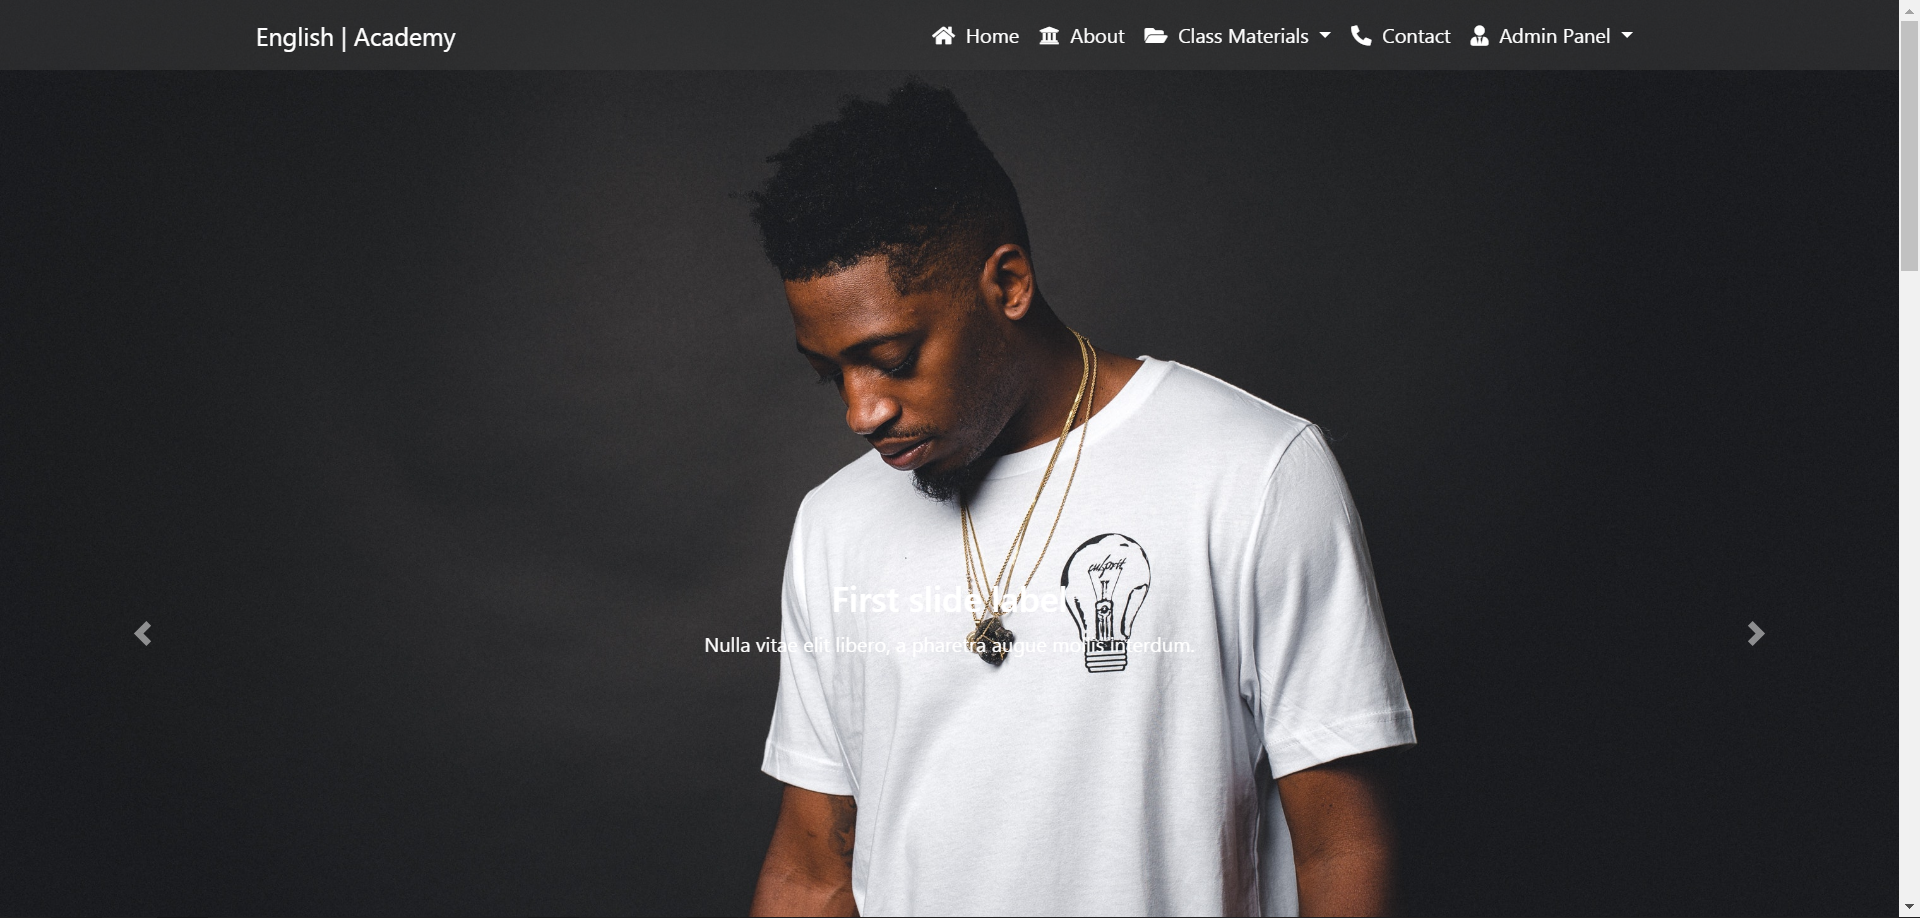 English | Academy
Home About Class Materials Contact Admin Panel
culprit
First slide label
Nulla vitae elit libero, a pharetra augue mollis interdum.